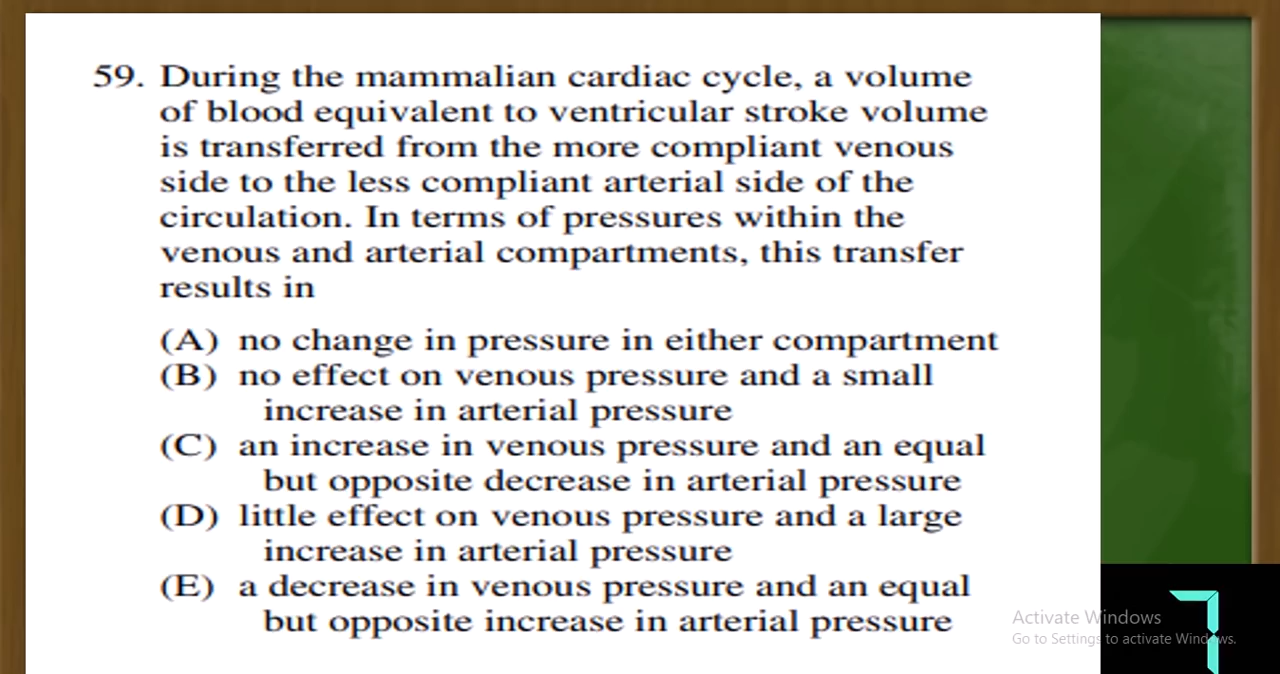 59. During the mammalian cardiac cycle, a volume
of blood equivalent to ventricular stroke volume
is transferred from the more compliant venous
side to the less compliant arterial side of the
circulation. In terms of pressures within the
venous and arterial compartments, this transfer
results in
(A) no change in pressure in either compartment
(B) no effect on venous pressure and a small
increase in arterial pressure
(C) an increase in venous pressure and an equal
but opposite decrease in arterial pressure
(D) little effect on venous pressure and a large
increase in arterial pressure
(E) a decrease in venous pressure and an equal
but opposite increase in arterial pressure
Activate Windows
Go to Settings to activate Windows.
7